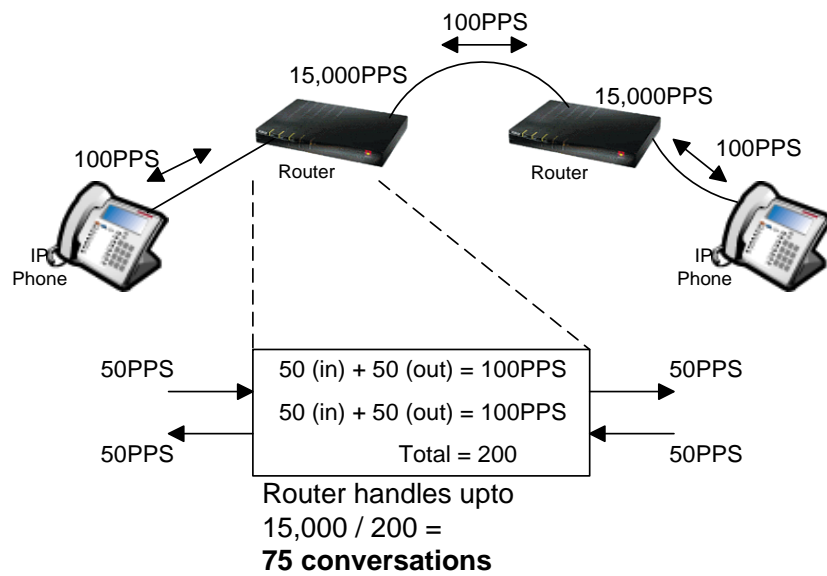 100PPS
15,000PPS
15,000PPS
100PPS
100PPS
Router
Router
IP
Phone
IP
Phone
50PPS
50 (in) + 50 (out) = 100PPS
50PPS
50 (in) + 50 (out) = 100PPS
50PPS
Total = 200
50PPS
Router handles upto
15,000 / 200 =
75 conversations